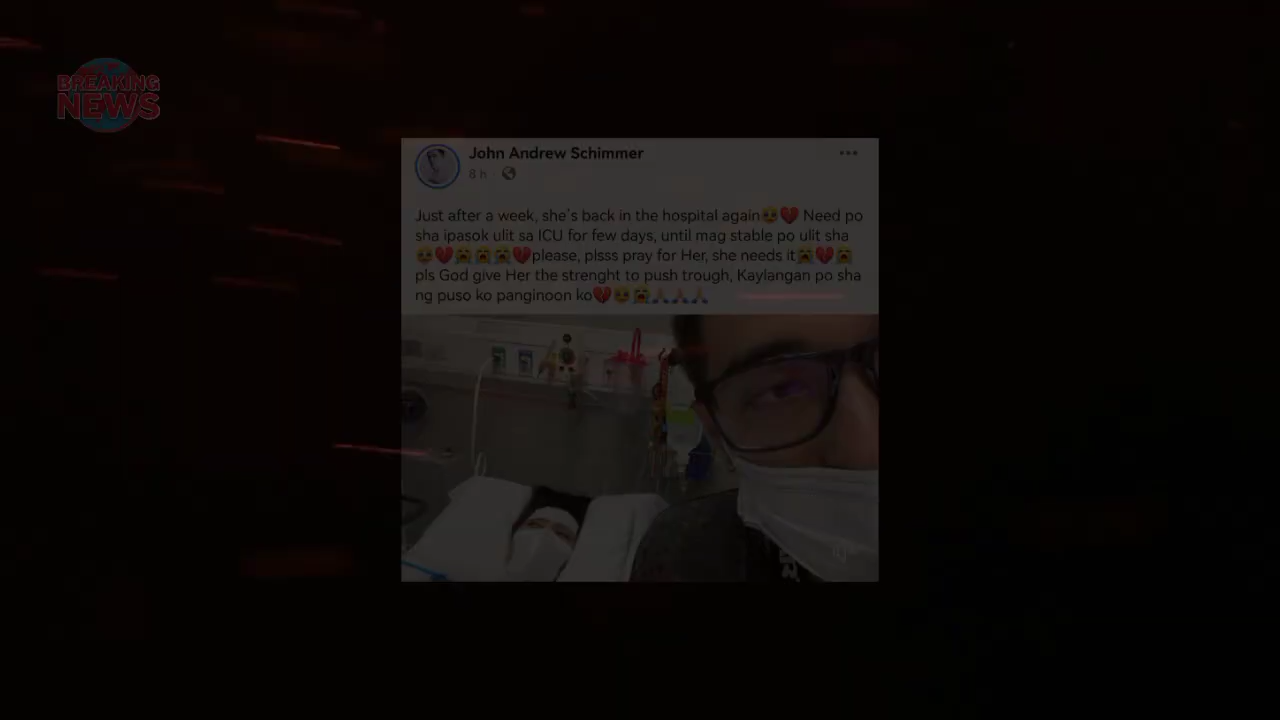 BREAKING
NEWS
John Andrew Schimmer
8 h
Just after a week, she's back in the hospital again🥺💔 Need po
sha ipasok ulit sa ICU for few days, until mag stable po ulit sha
🥺💔😭😭😭💔please, plsss pray for Her, she needs it😭💔😭
pls God give Her the strenght to push trough, Kaylangan po sha
ng puso ko panginoon ko💔🥺😭🙏🙏🙏